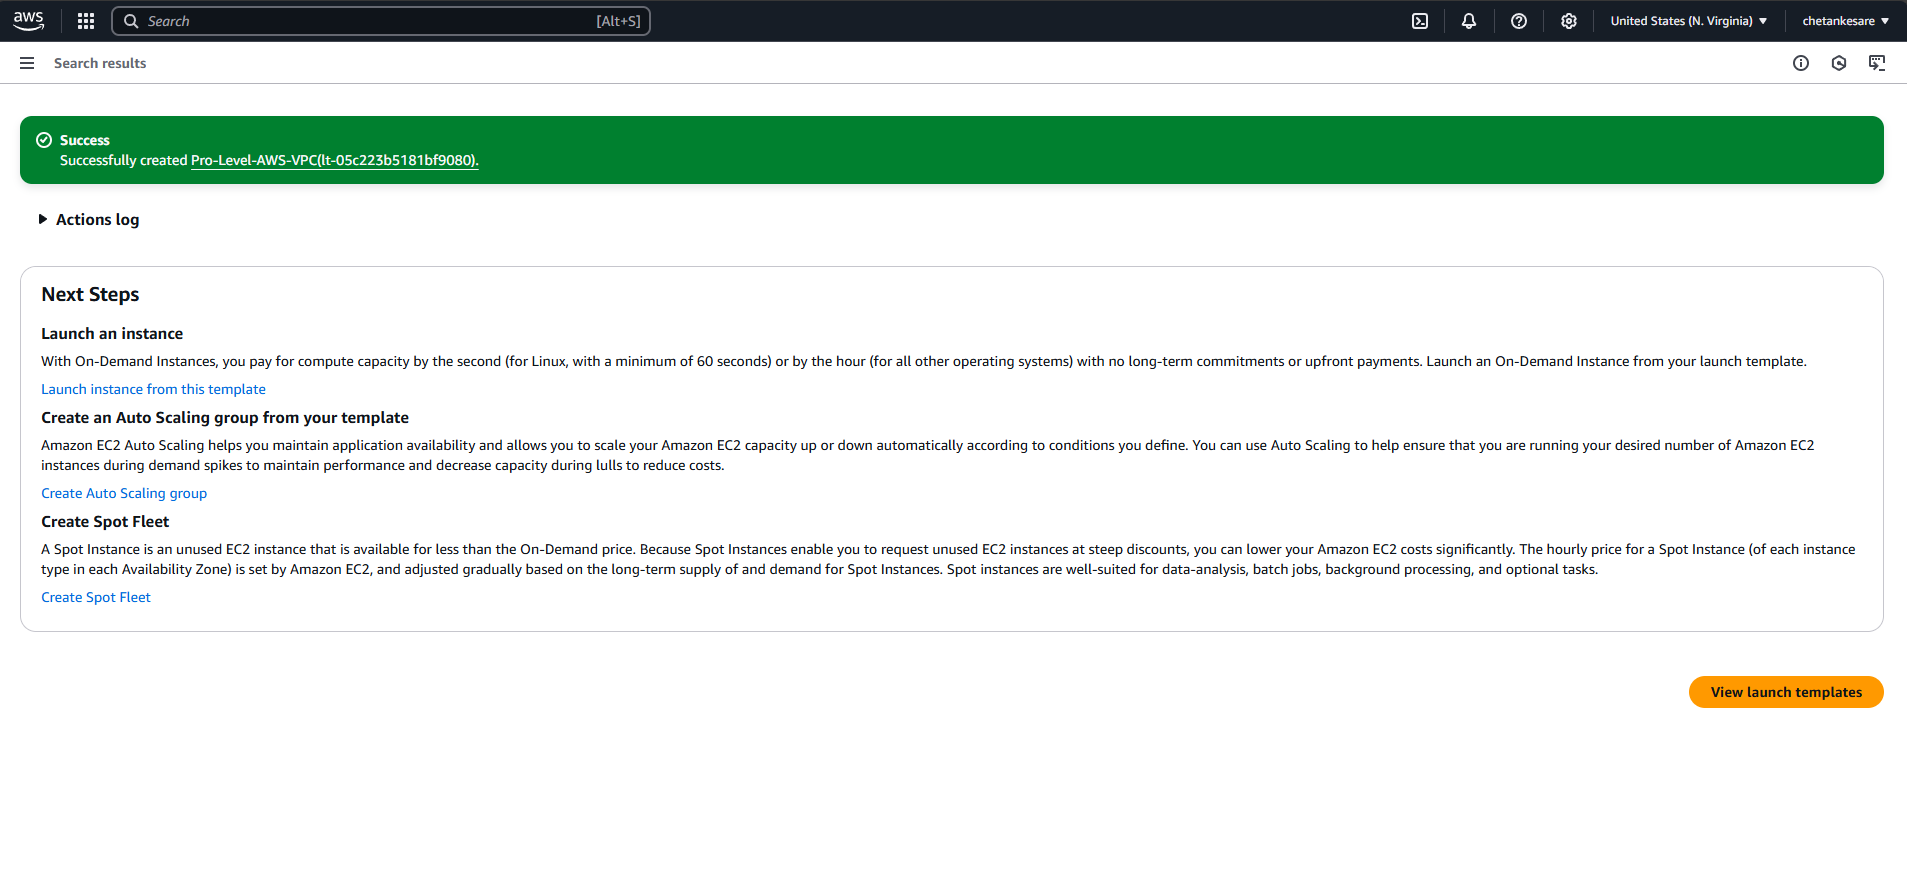 aws
Search [Alt+S]
United States (N. Virginia)
chetankesare
Search results
Success
Successfully created Pro-Level-AWS-VPC(lt-05c223b5181bf9080).
Actions log
Next Steps
Launch an instance
With On-Demand Instances, you pay for compute capacity by the second (for Linux, with a minimum of 60 seconds) or by the hour (for all other operating systems) with no long-term commitments or upfront payments. Launch an On-Demand Instance from your launch template.
Launch instance from this template
Create an Auto Scaling group from your template
Amazon EC2 Auto Scaling helps you maintain application availability and allows you to scale your Amazon EC2 capacity up or down automatically according to conditions you define. You can use Auto Scaling to help ensure that you are running your desired number of Amazon EC2
instances during demand spikes to maintain performance and decrease capacity during lulls to reduce costs.
Create Auto Scaling group
Create Spot Fleet
A Spot Instance is an unused EC2 instance that is available for less than the On-Demand price. Because Spot Instances enable you to request unused EC2 instances at steep discounts, you can lower your Amazon EC2 costs significantly. The hourly price for a Spot Instance (of each instance
type in each Availability Zone) is set by Amazon EC2, and adjusted gradually based on the long-term supply of and demand for Spot Instances. Spot instances are well-suited for data-analysis, batch jobs, background processing, and optional tasks.
Create Spot Fleet
View launch templates